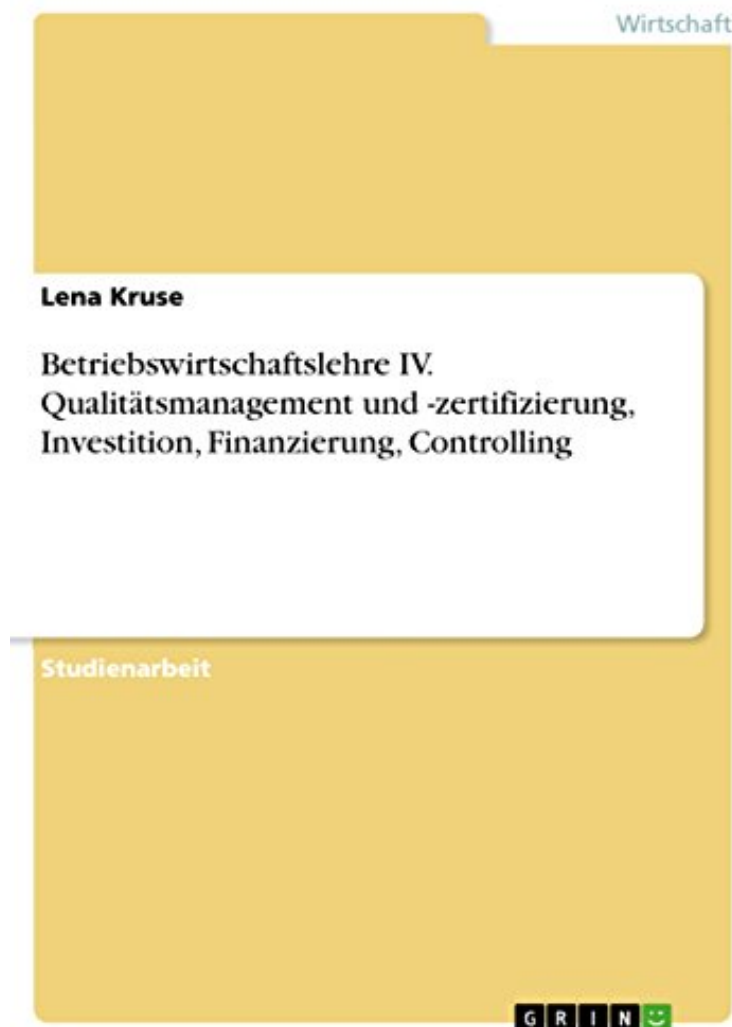 Wirtschaft
Lena Kruse
Betriebswirtschaftslehre IV.
Qualitätsmanagement und -zertifizierung,
Investition, Finanzierung, Controlling
Studienarbeit
GRIN